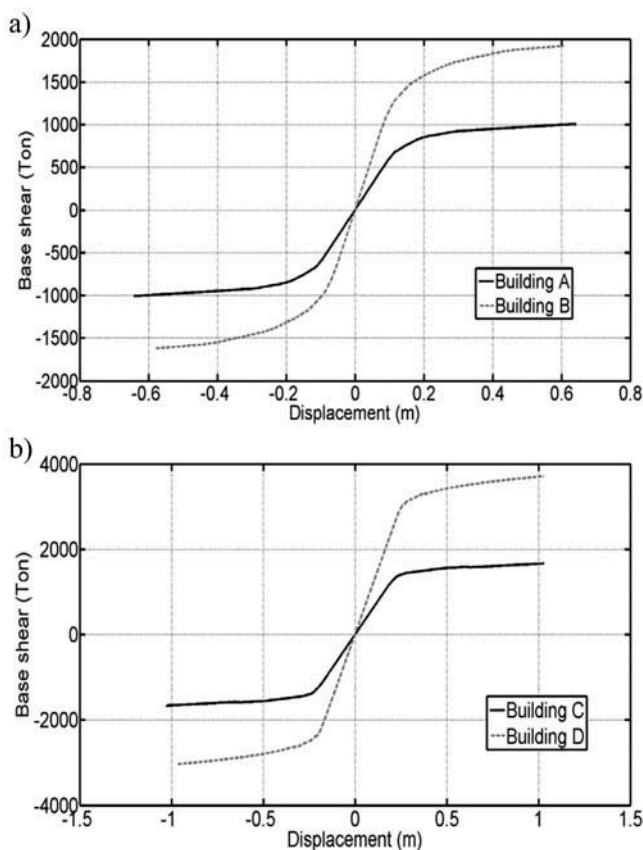 a)
2000
1500
1000
500
0
-500
-1000
-1500
-2000
Base shear (Ton)
Building A
Building B
-0.8 -0.6 -0.4 -0.2 0 0.2 0.4 0.6 0.8
Displacement (m)
b)
4000
2000
0
-2000
-4000
Base shear (Ton)
Building C
Building D
-1.5 -1 -0.5 0 0.5 1 1.5
Displacement (m)